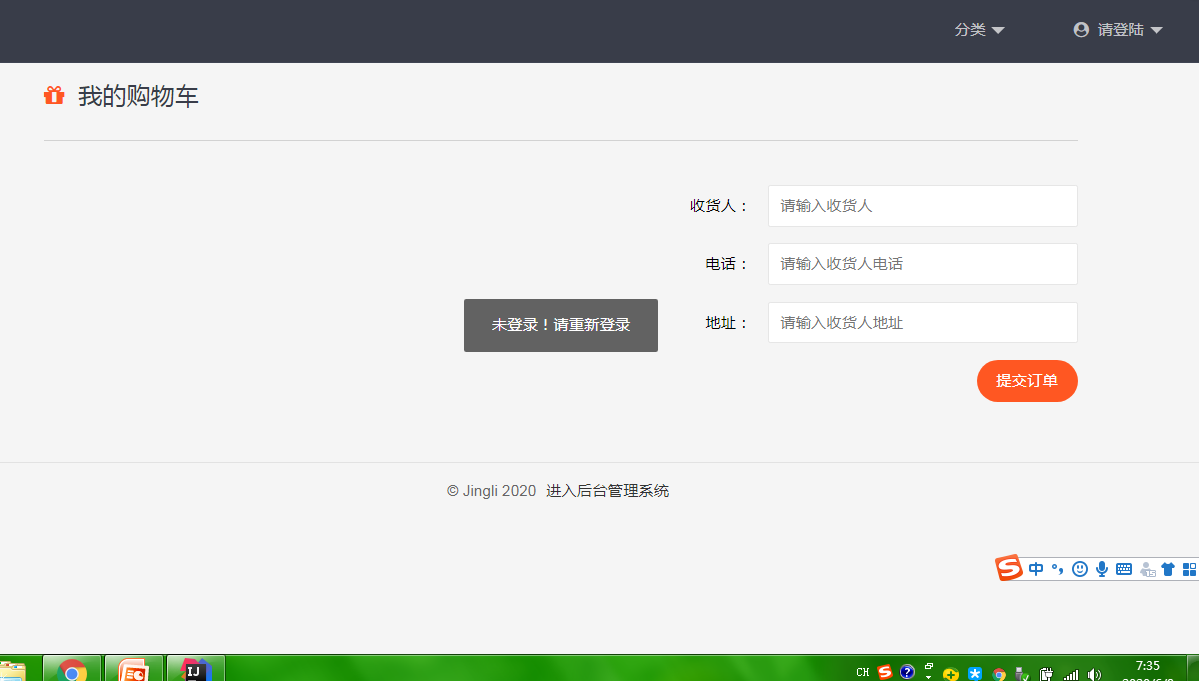 分类
请登陆
我的购物车
收货人：
请输入收货人
电话：
请输入收货人电话
未登录！请重新登录
地址：
请输入收货人地址
提交订单
© Jingli 2020 进入后台管理系统
中
CH
7:35